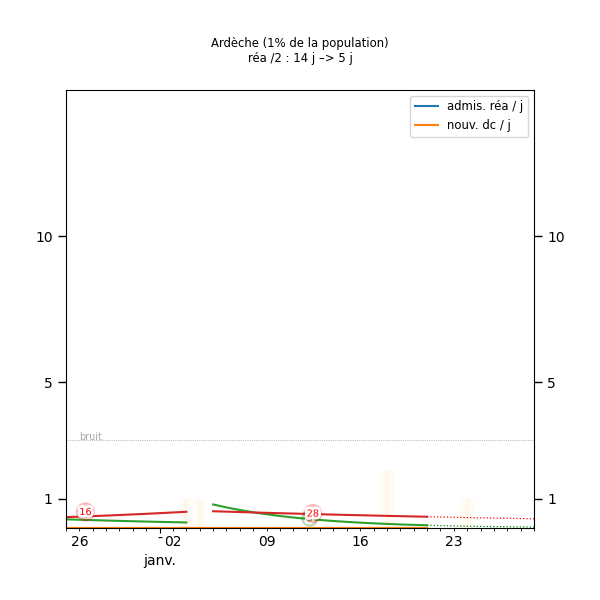 Ardèche (1% de la population)
réa /2 : 14 j –> 5 j
admis. réa / j
nouv. dc / j
10 10
5 5
bruit
1 1
16 28
26 02 09 16 23
janv.